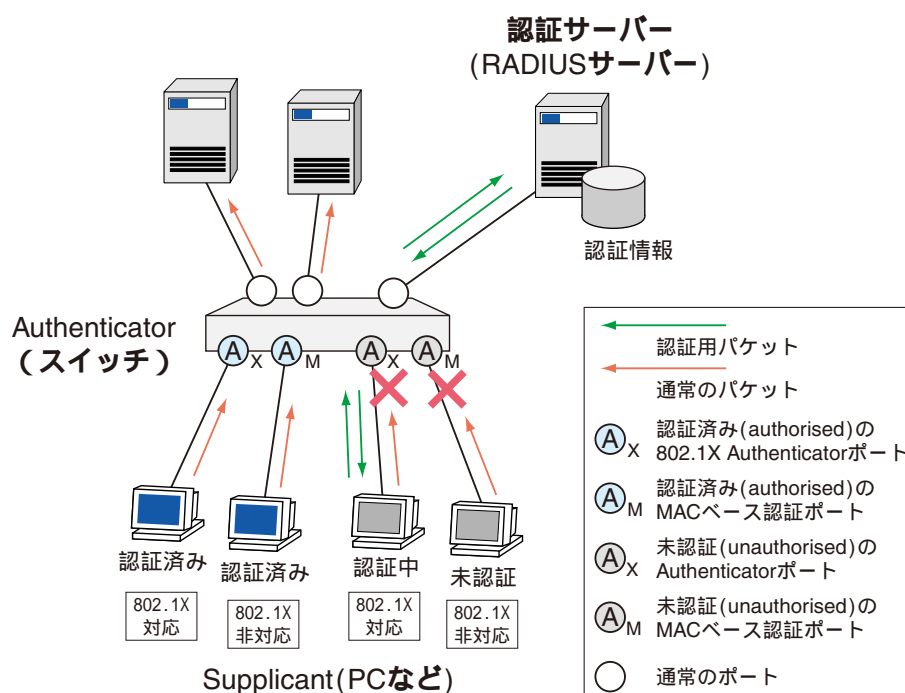 認証サーバー
(RADIUSサーバー)
認証情報
Authenticator
(スイッチ)
A X
A M
A X
A M
認証済み
認証済み
認証中
未認証
802.1X
対応
802.1X
非対応
802.1X
対応
802.1X
非対応
Supplicant(PCなど)
認証用パケット
通常のパケット
A X
認証済み(authorised)の
802.1X Authenticatorポート
A M
認証済み(authorised)の
MACベース認証ポート
A X
未認証(unauthorised)の
Authenticatorポート
A M
未認証(unauthorised)の
MACベース認証ポート
通常のポート